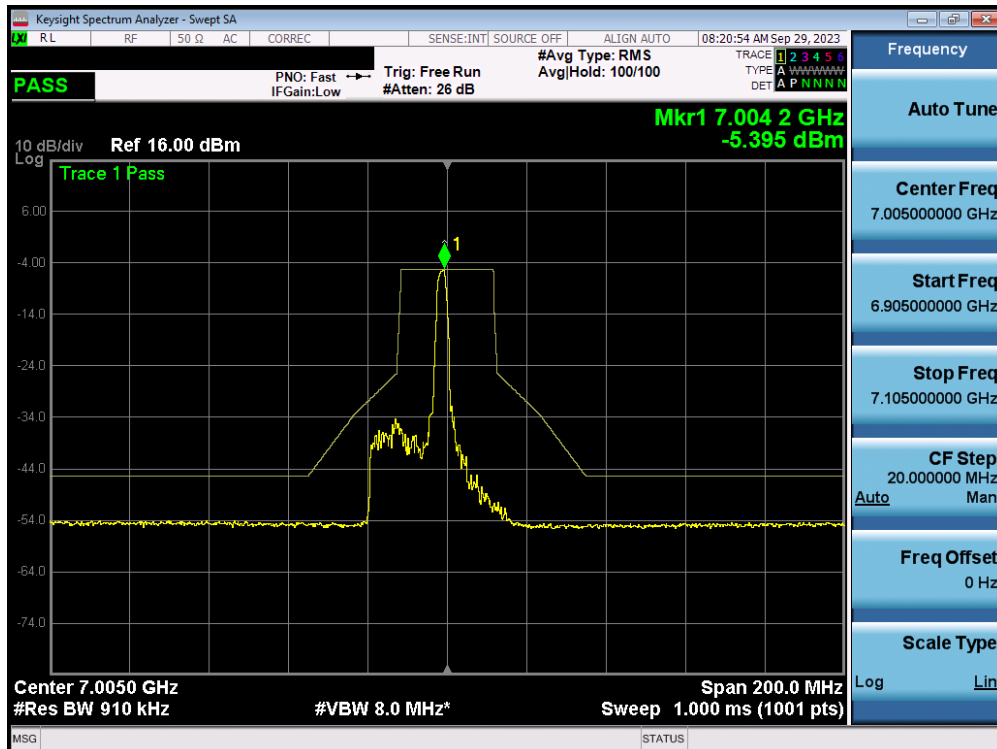 Keysight Spectrum Analyzer - Swept SA
LXI RL RF 50 Ω AC CORREC SENSE:INT SOURCE OFF ALIGN AUTO 08:20:54 AM Sep 29, 2023
PASS
PNO: Fast
IFGain:Low
Trig: Free Run
#Atten: 26 dB
#Avg Type: RMS
Avg|Hold: 100/100
TRACE 1 2 3 4 5 6
TYPE A WWWWWW
DET A P N N N N
Mkr1 7.004 2 GHz
-5.395 dBm
10 dB/div Ref 16.00 dBm
Log
Trace 1 Pass
1
6.00
-4.00
-14.0
-24.0
-34.0
-44.0
-54.0
-64.0
-74.0
Center 7.0050 GHz Span 200.0 MHz
#Res BW 910 kHz #VBW 8.0 MHz* Sweep 1.000 ms (1001 pts)
MSG STATUS
Frequency
Auto Tune
Center Freq
7.005000000 GHz
Start Freq
6.905000000 GHz
Stop Freq
7.105000000 GHz
CF Step
20.000000 MHz
Auto Man
Freq Offset
0 Hz
Scale Type
Log Lin